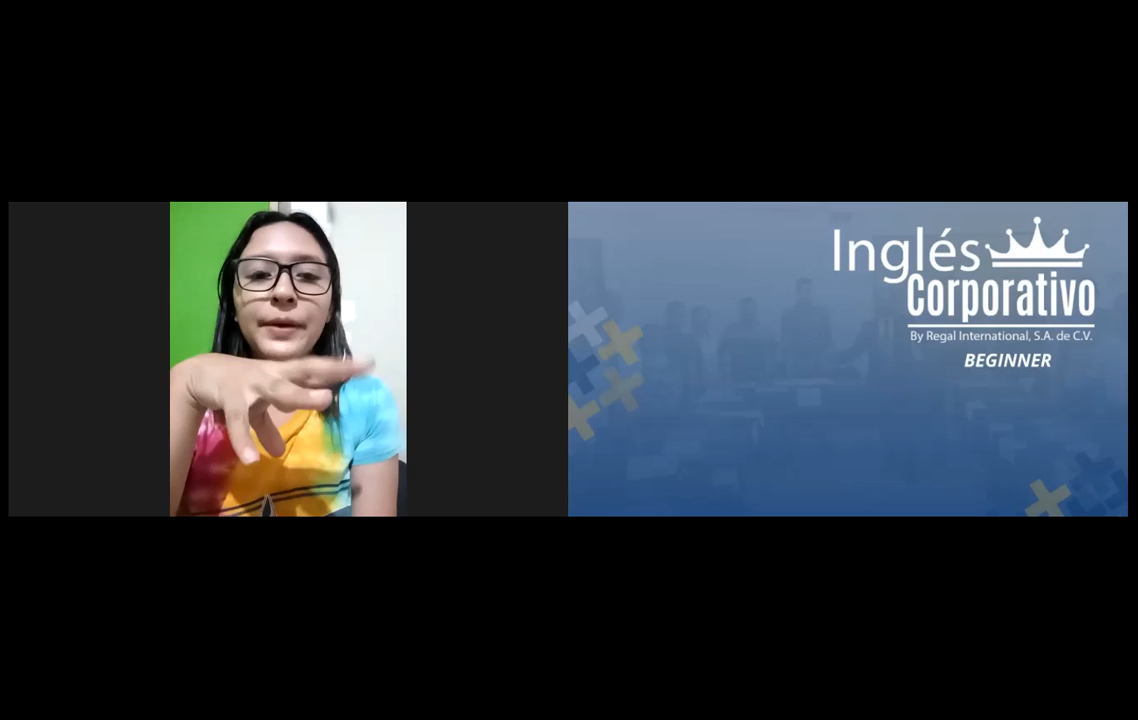 Inglés
Corporativo
By Regal International, S.A. de C.V.
BEGINNER